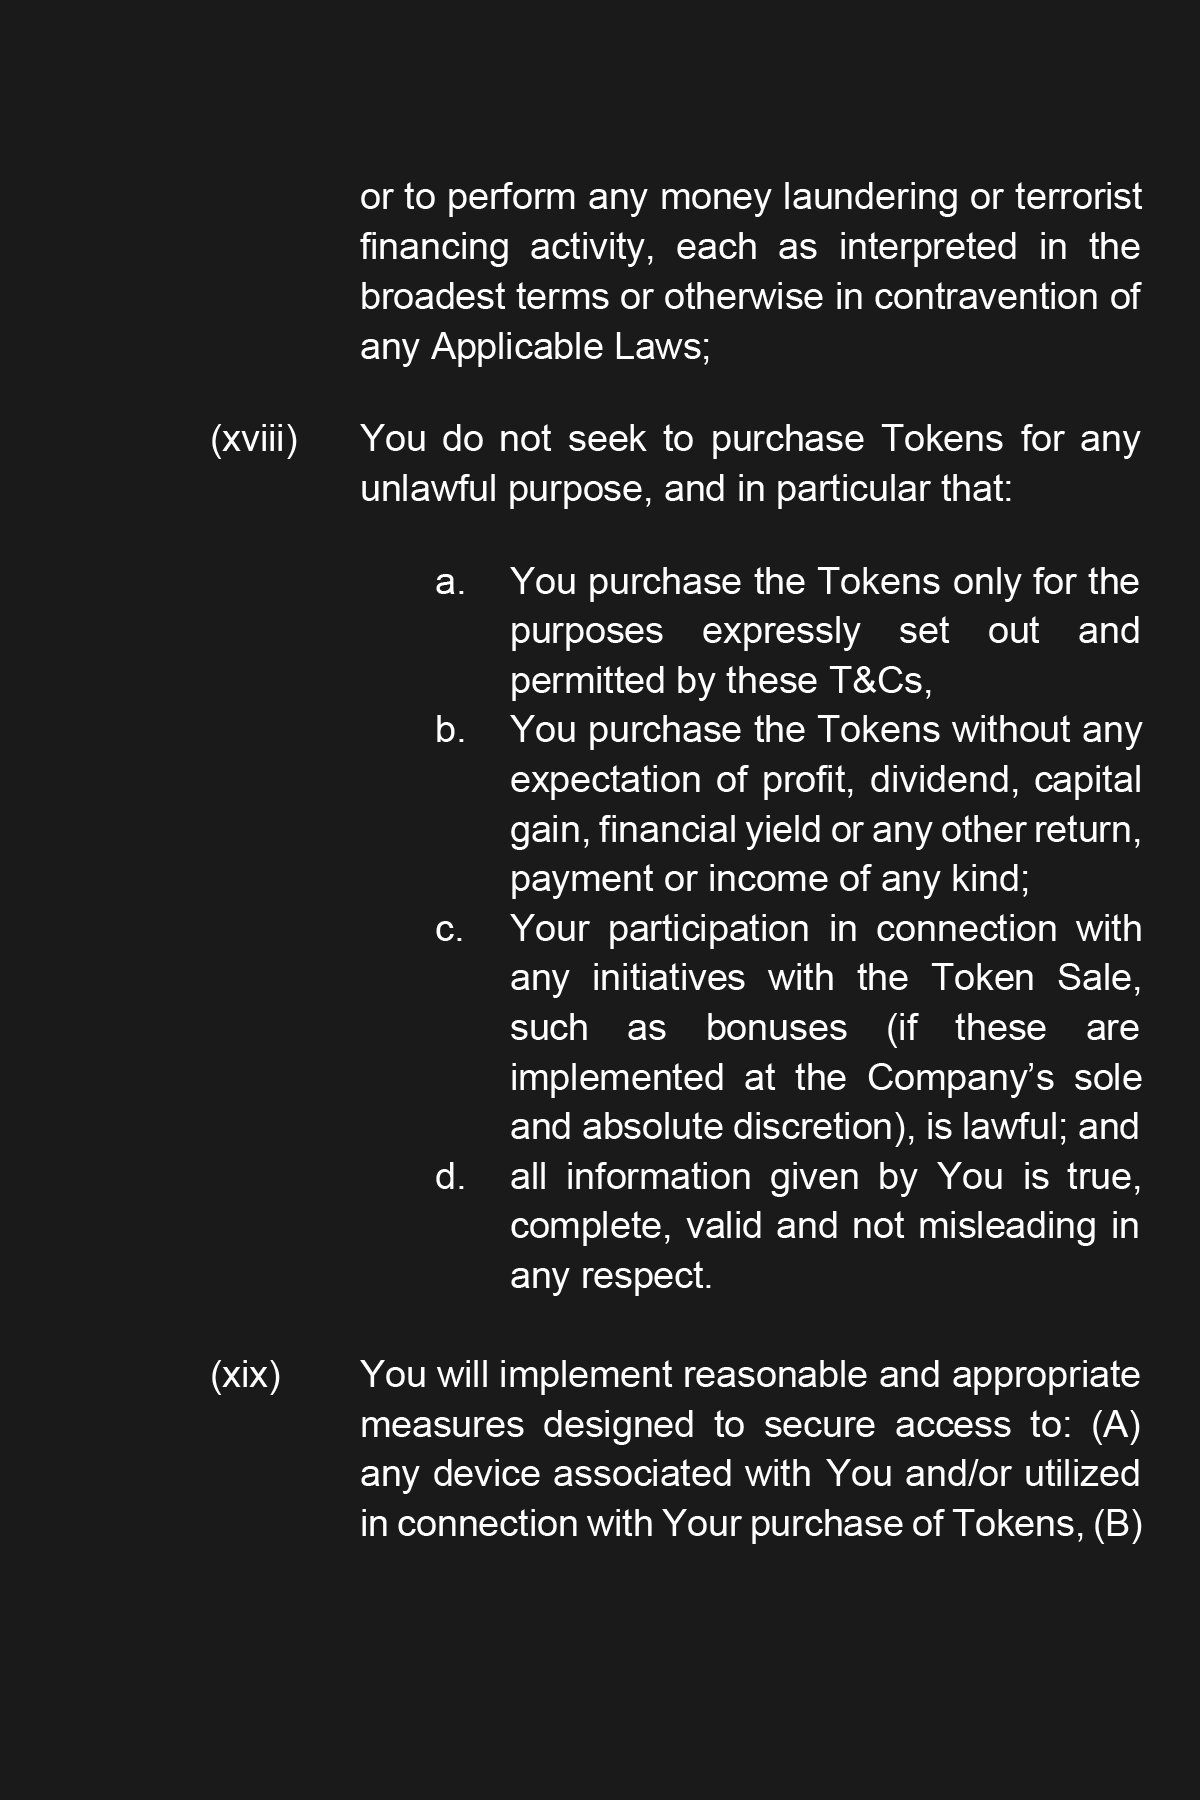 or to perform any money laundering or terrorist
financing activity, each as interpreted in the
broadest terms or otherwise in contravention of
any Applicable Laws;
(xviii) You do not seek to purchase Tokens for any
unlawful purpose, and in particular that:
a. You purchase the Tokens only for the
purposes expressly set out and
permitted by these T&Cs,
b. You purchase the Tokens without any
expectation of profit, dividend, capital
gain, financial yield or any other return,
payment or income of any kind;
c. Your participation in connection with
any initiatives with the Token Sale,
such as bonuses (if these are
implemented at the Company’s sole
and absolute discretion), is lawful; and
d. all information given by You is true,
complete, valid and not misleading in
any respect.
(xix) You will implement reasonable and appropriate
measures designed to secure access to: (A)
any device associated with You and/or utilized
in connection with Your purchase of Tokens, (B)